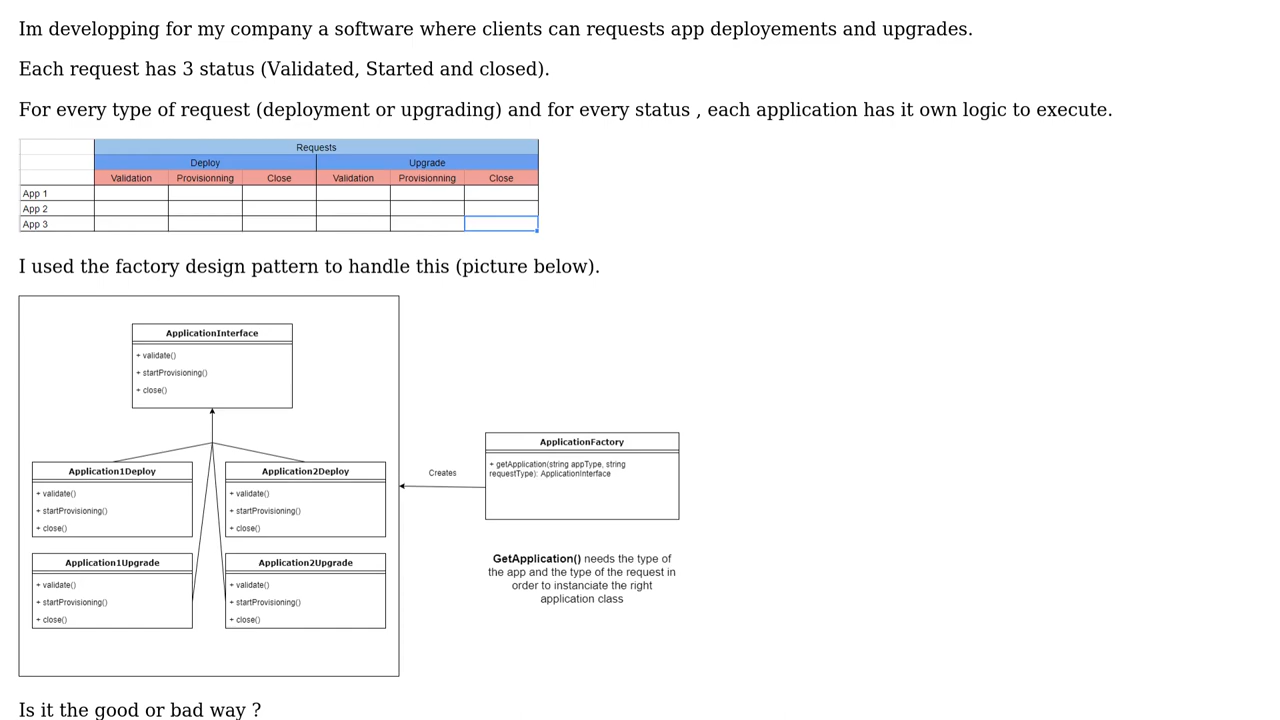 Im developping for my company a software where clients can requests app deployements and upgrades.
Each request has 3 status (Validated, Started and closed).
For every type of request (deployment or upgrading) and for every status , each application has it own logic to execute.
Requests
Deploy Upgrade
Validation Provisionning Close Validation Provisionning Close
App 1
App 2
App 3
I used the factory design pattern to handle this (picture below).
ApplicationInterface
+ validate()
+ startProvisioning()
+ close()
Application1Deploy
+ validate()
+ startProvisioning()
+ close()
Application2Deploy
+ validate()
+ startProvisioning()
+ close()
Application1Upgrade
+ validate()
+ startProvisioning()
+ close()
Application2Upgrade
+ validate()
+ startProvisioning()
+ close()
Creates
ApplicationFactory
+ getApplication(string appType, string
requestType): ApplicationInterface
GetApplication() needs the type of
the app and the type of the request in
order to instanciate the right
application class
Is it the good or bad way ?